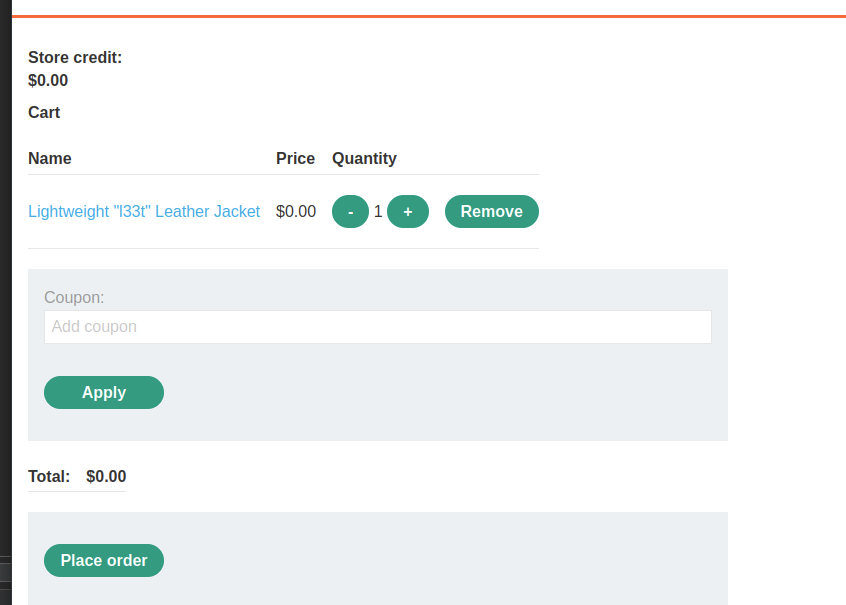 Store credit:
$0.00
Cart
Name Price Quantity
Lightweight "l33t" Leather Jacket $0.00 - 1 + Remove
Coupon:
Add coupon
Apply
Total: $0.00
Place order